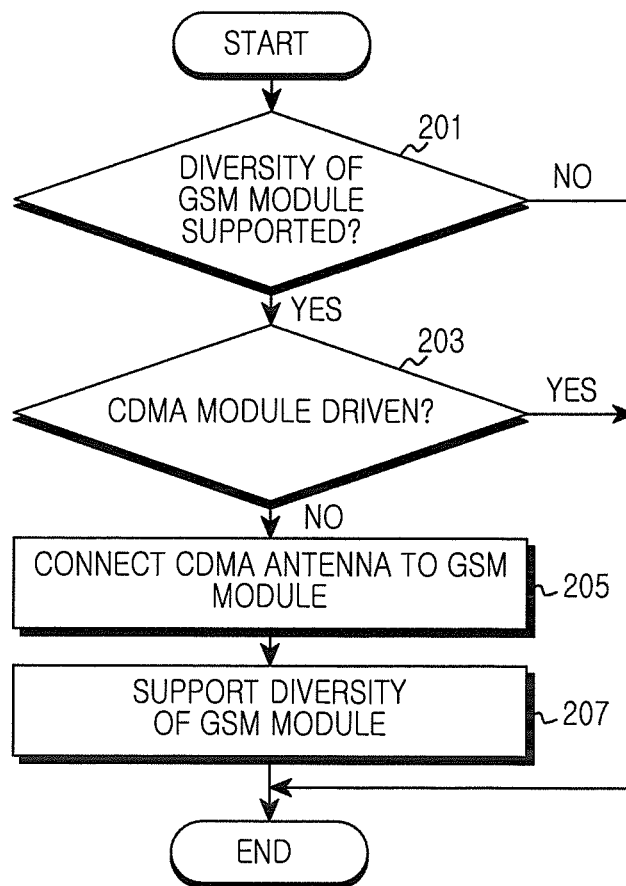 START
201
DIVERSITY OF
GSM MODULE
SUPPORTED?
NO
YES
203
CDMA MODULE DRIVEN?
YES
NO
CONNECT CDMA ANTENNA TO GSM
MODULE
205
SUPPORT DIVERSITY
OF GSM MODULE
207
END